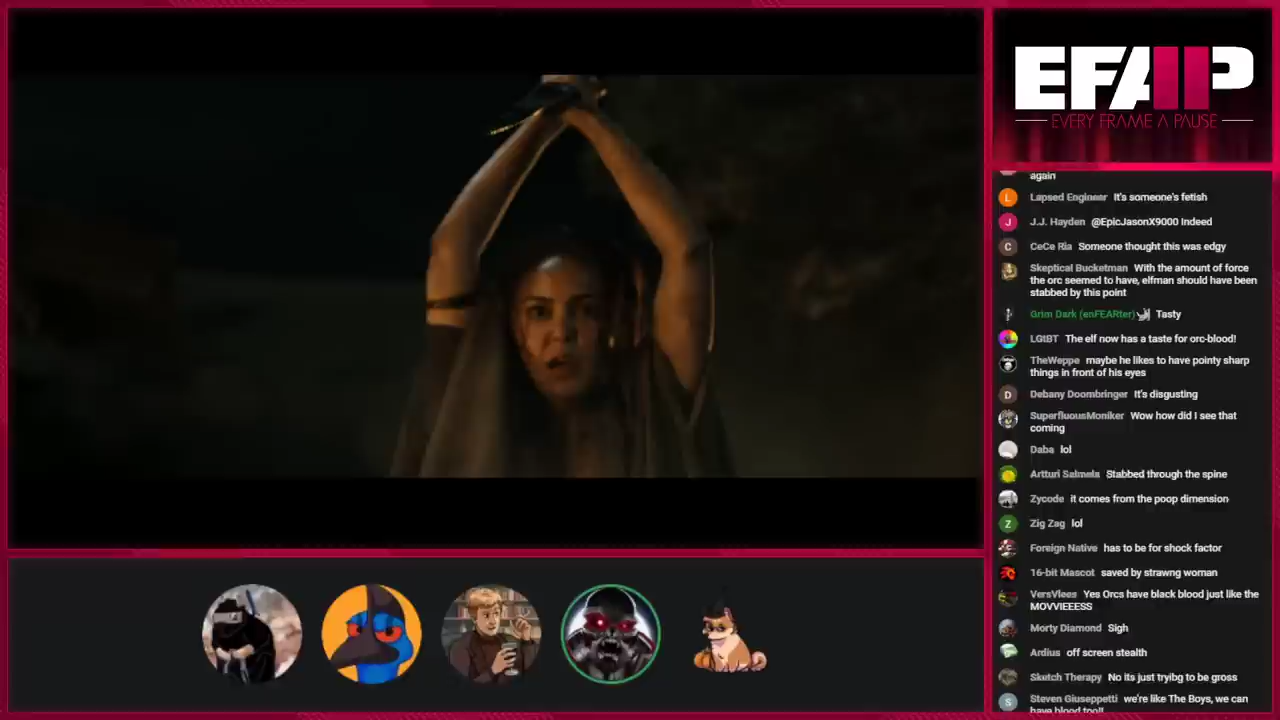 EFAP
EVERY FRAME A PAUSE
again
L Lapsed Engineer It's someone's fetish
J J.J. Hayden @EpicJasonX9000 Indeed
C CeCe Ria Someone thought this was edgy
Skeptical Bucketman With the amount of force
the orc seemed to have, elfman should have been
stabbed by this point
Grim Dark (enFEARter) Tasty
LGtBT The elf now has a taste for orc-blood!
TheWeppe maybe he likes to have pointy sharp
things in front of his eyes
D Debany Doombringer It's disgusting
SuperfluousMoniker Wow how did I see that
coming
Daba lol
Artturi Salmela Stabbed through the spine
Zycode it comes from the poop dimension
Z Zig Zag lol
Foreign Native has to be for shock factor
16-bit Mascot saved by strawng woman
VersVlees Yes Orcs have black blood just like the
MOVVIEEESS
Morty Diamond Sigh
Ardius off screen stealth
Sketch Therapy No its just tryibg to be gross
S Steven Giuseppetti we're like The Boys, we can
have blood too!!